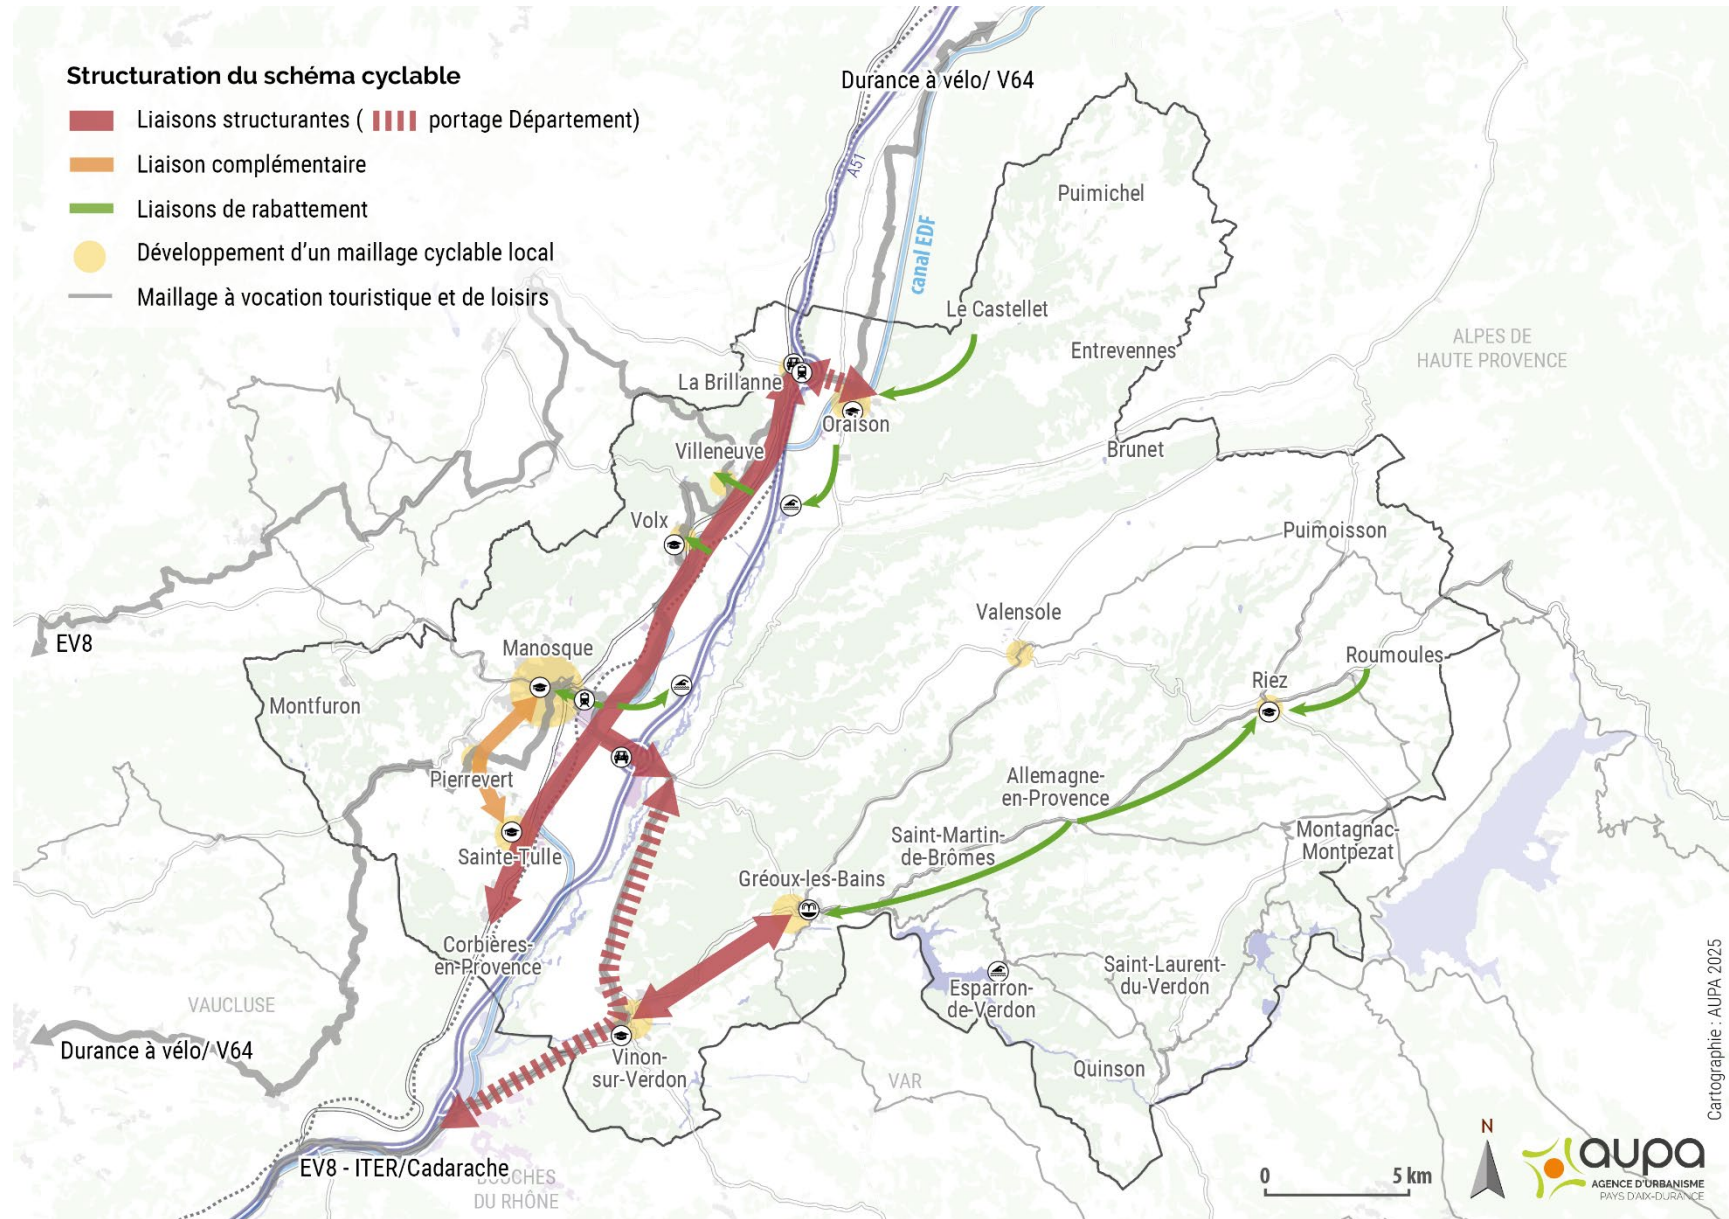 Structuration du schéma cyclable
Liaisons structurantes ( portage Département)
Liaison complémentaire
Liaisons de rabattement
Développement d'un maillage cyclable local
Maillage à vocation touristique et de loisirs
Durance à vélo/ V64
A51
canal EDF
Puimichel
Le Castellet
Entrevennes
ALPES DE
HAUTE PROVENCE
La Brillanne
Oraison
Villeneuve
Brunet
Volx
Puimoisson
Valensole
EV8
Manosque
Montfuron
Roumoules
Riez
Pierrevert
Allemagne-
en-Provence
Saint-Martin-
de-Brômes
Montagnac-
Montpezat
Sainte-Tulle
Gréoux-les-Bains
Corbières-
en-Provence
Saint-Laurent-
du-Verdon
Esparron-
de-Verdon
VAUCLUSE
Durance à vélo/ V64
Vinon-
sur-Verdon
VAR
Quinson
EV8 - ITER/Cadarache
BOUCHES
DU RHÔNE
Cartographie : AUPA 2025
0 5 km
N
aupa
AGENCE D'URBANISME
PAYS D'AIX-DURANCE